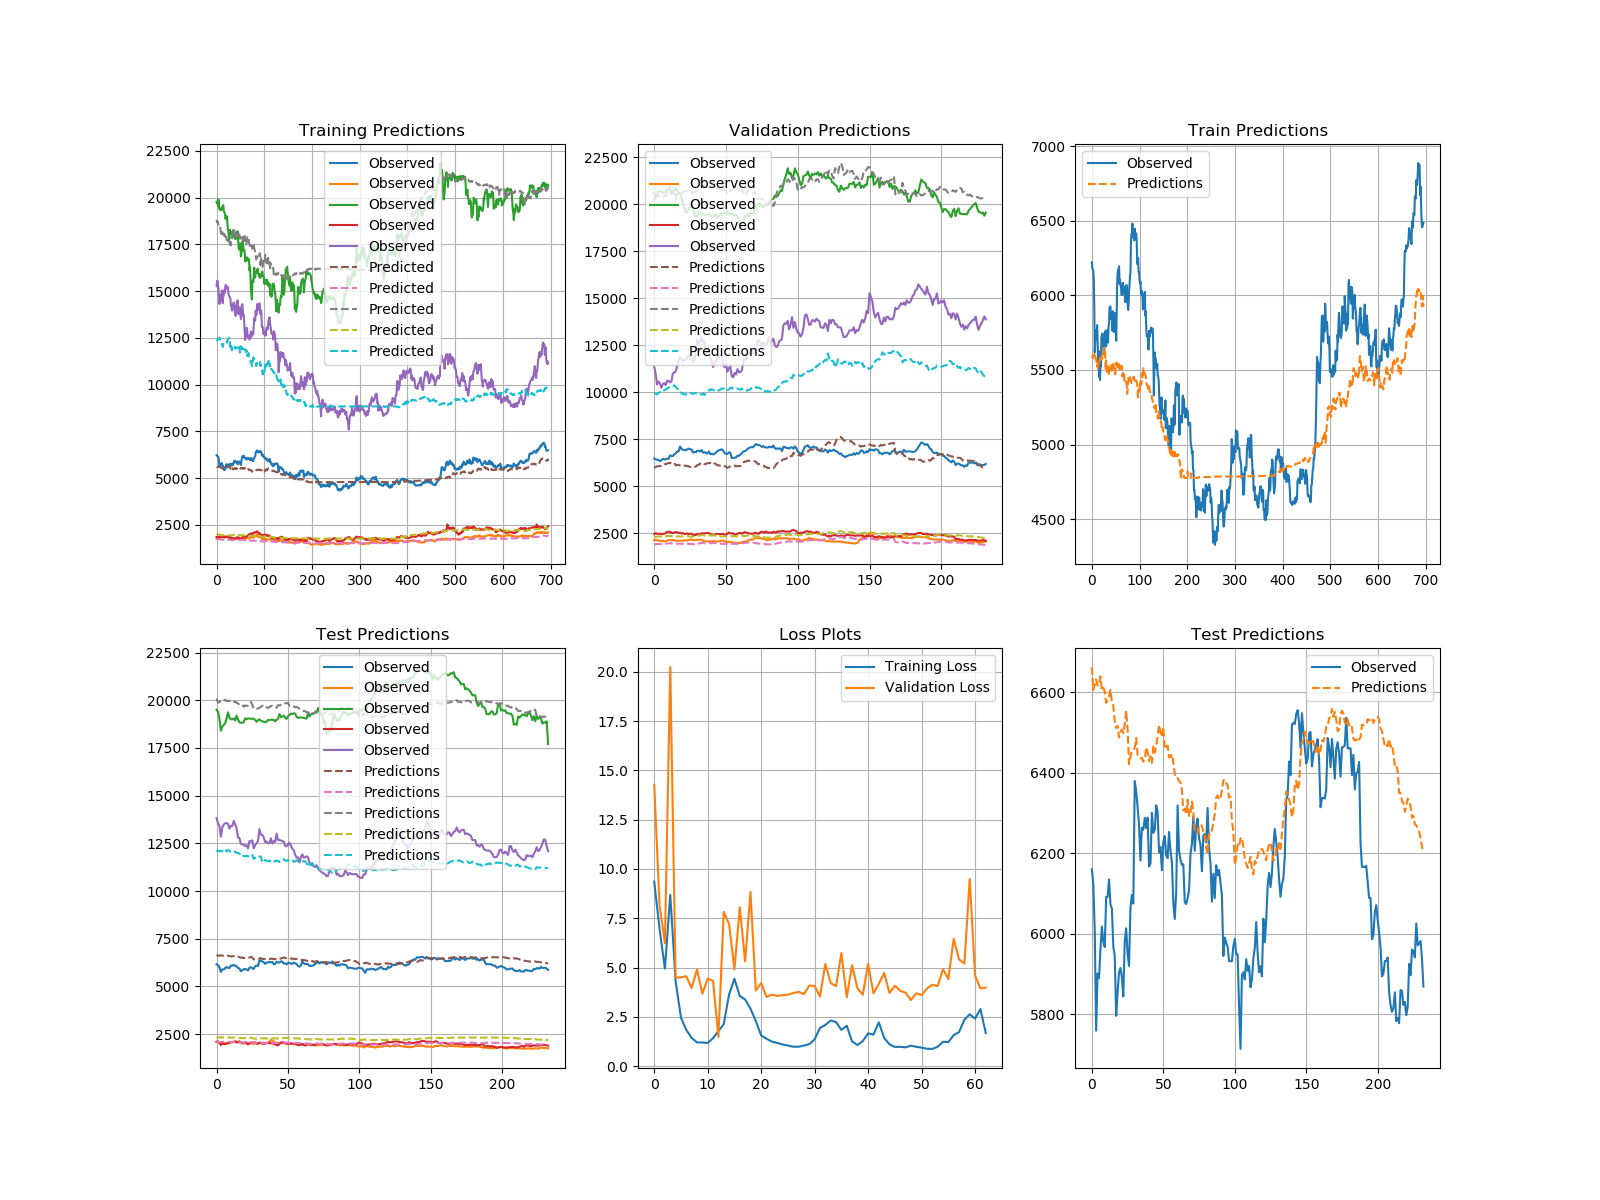 Training Predictions
22500
20000
17500
15000
12500
10000
7500
5000
2500
0 100 200 300 400 500 600 700
Observed
Observed
Observed
Observed
Observed
Predicted
Predicted
Predicted
Predicted
Predicted
Validation Predictions
22500
20000
17500
15000
12500
10000
7500
5000
2500
0 50 100 150 200
Observed
Observed
Observed
Observed
Observed
Predictions
Predictions
Predictions
Predictions
Predictions
Train Predictions
7000
6500
6000
5500
5000
4500
0 100 200 300 400 500 600 700
Observed
Predictions
Test Predictions
22500
20000
17500
15000
12500
10000
7500
5000
2500
0 50 100 150 200
Observed
Observed
Observed
Observed
Observed
Predictions
Predictions
Predictions
Predictions
Predictions
Loss Plots
20.0
17.5
15.0
12.5
10.0
7.5
5.0
2.5
0.0
0 10 20 30 40 50 60
Training Loss
Validation Loss
Test Predictions
6600
6400
6200
6000
5800
0 50 100 150 200
Observed
Predictions